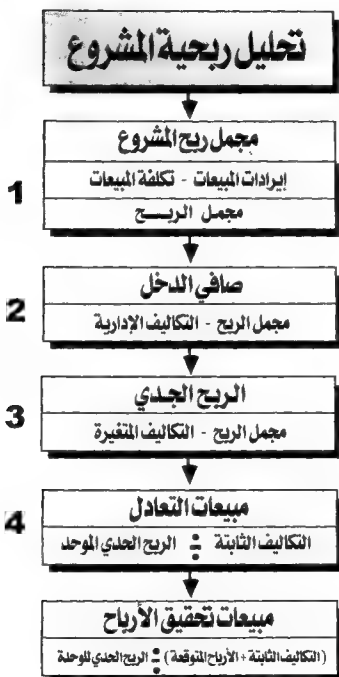 تحليل ربحية المشروع
1
مجمل ربح المشروع
إيرادات المبيعات - تكلفة المبيعات
مجمل الربح
2
صافي الدخل
مجمل الربح - التكاليف الإدارية
3
الربح الجدي
مجمل الربح - التكاليف المتغيرة
4
مبيعات التعادل
التكاليف الثابتة ÷ الربح الحدي الموحد
مبيعات تحقيق الأرباح
(التكاليف الثابتة + الأرباح المتوقعة) ÷ الربح الحدي للوحدة